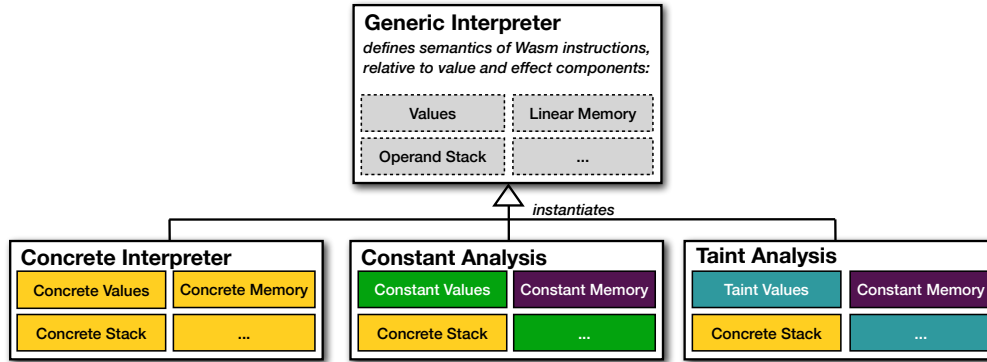 Generic Interpreter
defines semantics of Wasm instructions,
relative to value and effect components:
Values
Linear Memory
Operand Stack
...
instantiates
Concrete Interpreter
Concrete Values
Concrete Memory
Concrete Stack
...
Constant Analysis
Constant Values
Constant Memory
Concrete Stack
...
Taint Analysis
Taint Values
Constant Memory
Concrete Stack
...